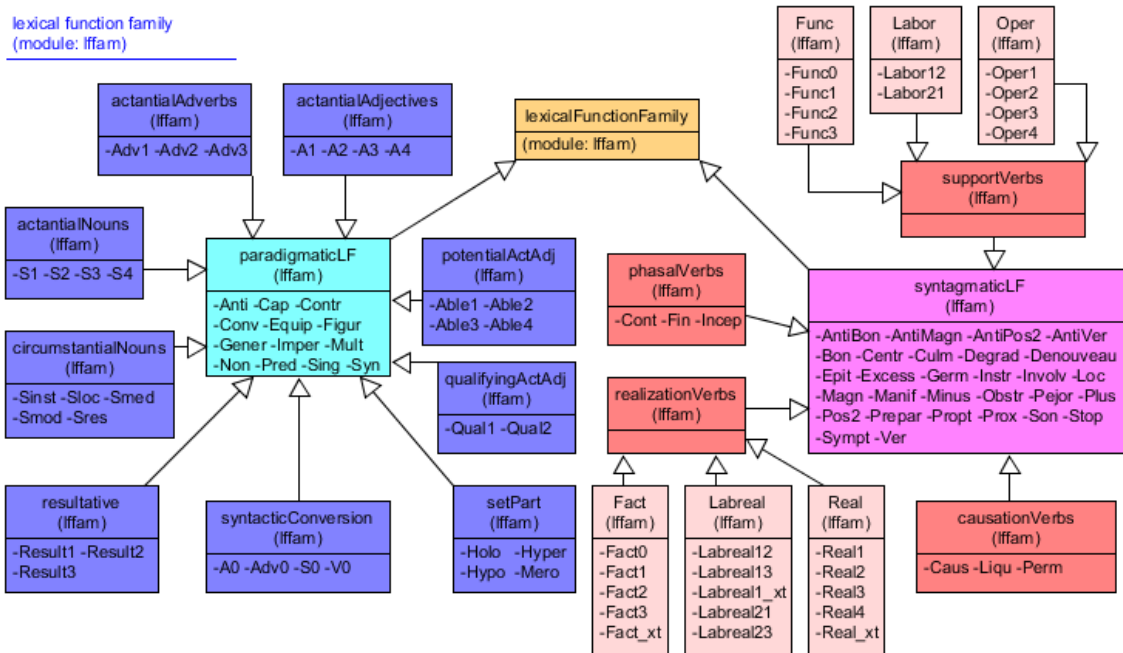 lexical function family
(module: lffam)
Func
(lffam)
-Func0
-Func1
-Func2
-Func3
Labor
(lffam)
-Labor12
-Labor21
Oper
(lffam)
-Oper1
-Oper2
-Oper3
-Oper4
actantialAdverbs
(lffam)
-Adv1 -Adv2 -Adv3
actantialAdjectives
(lffam)
-A1 -A2 -A3 -A4
lexicalFunctionFamily
(module: lffam)
supportVerbs
(lffam)
actantialNouns
(lffam)
-S1 -S2 -S3 -S4
paradigmaticLF
(lffam)
-Anti -Cap -Contr
-Conv -Equip -Figur
-Gener -Imper -Mult
-Non -Pred -Sing -Syn
potentialActAdj
(lffam)
-Able1 -Able2
-Able3 -Able4
phasalVerbs
(lffam)
-Cont -Fin -Incep
syntagmaticLF
(lffam)
-AntiBon -AntiMagn -AntiPos2 -AntiVer
-Bon -Centr -Culm -Degrad -Denouveau
-Epit -Excess -Germ -Instr -Involv -Loc
-Magn -Manif -Minus -Obstr -Pejor -Plus
-Pos2 -Prepar -Propt -Prox -Son -Stop
-Sympt -Ver
circumstantialNouns
(lffam)
-Sinst -Sloc -Smed
-Smod -Sres
qualifyingActAdj
(lffam)
-Qual1 -Qual2
realizationVerbs
(lffam)
resultative
(lffam)
-Result1 -Result2
-Result3
syntacticConversion
(lffam)
-A0 -Adv0 -S0 -V0
setPart
(lffam)
-Holo -Hyper
-Hypo -Mero
Fact
(lffam)
-Fact0
-Fact1
-Fact2
-Fact3
-Fact_xt
Labreal
(lffam)
-Labreal12
-Labreal13
-Labreal1_xt
-Labreal21
-Labreal23
Real
(lffam)
-Real1
-Real2
-Real3
-Real4
-Real_xt
causationVerbs
(lffam)
-Caus -Liqu -Perm